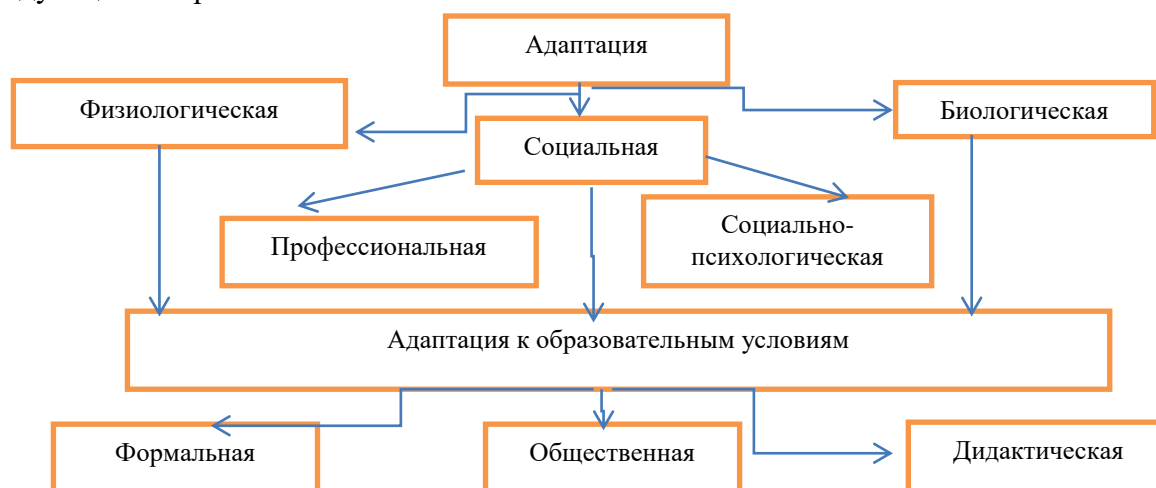 Адаптация
Физиологическая
Биологическая
Социальная
Профессиональная
Социально-
психологическая
Адаптация к образовательным условиям
Формальная
Общественная
Дидактическая